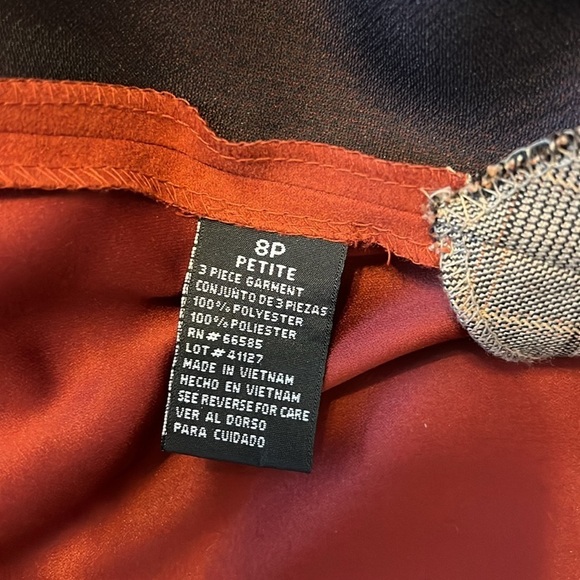 8P
PETITE
3 PIECE GARMENT
CONJUNTO DE 3 PIEZAS
100% POLYESTER
100% POLIESTER
RN# 66585
LOT# 41127
MADE IN VIETNAM
HECHO EN VIETNAM
SEE REVERSE FOR CARE
VER AL DORSO
PARA CUIDADO